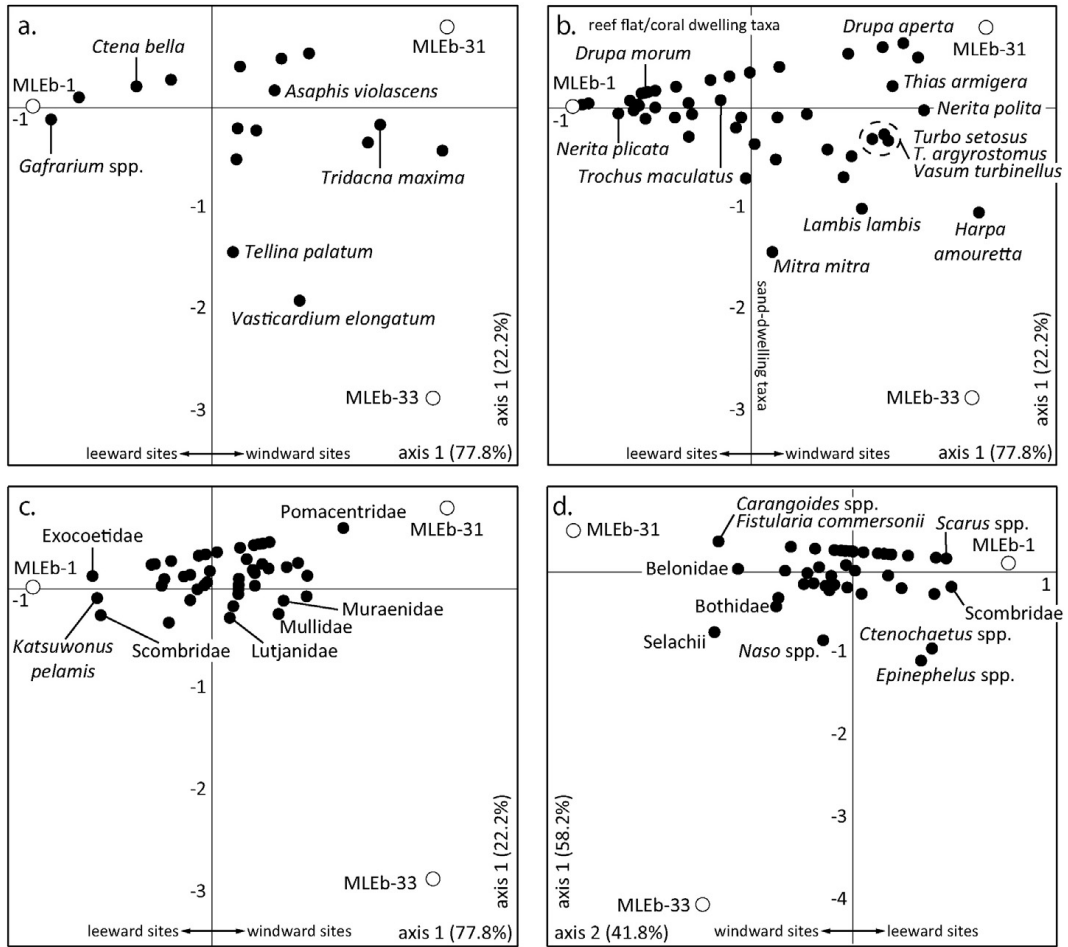 a.
MLEb-31
Ctena bella
MLEb-1
Asaphis violascens
-1
Gafrarium spp.
Tridacna maxima
-1
Tellina palatum
-2
Vasticardium elongatum
MLEb-33
-3
axis 1 (22.2%)
leeward sites
windward sites
axis 1 (77.8%)
b.
reef flat/coral dwelling taxa
Drupa aperta
MLEb-31
Drupa morum
MLEb-1
Thias armigera
Nerita polita
-1
Nerita plicata
Turbo setosus
T. argyrostomus
Vasum turbinellus
Trochus maculatus
-1
Lambis lambis
Harpa
amouretta
Mitra mitra
-2
sand-dwelling taxa
MLEb-33
-3
axis 1 (22.2%)
leeward sites
windward sites
axis 1 (77.8%)
c.
Pomacentridae
MLEb-31
Exocoetidae
MLEb-1
-1
Muraenidae
Mullidae
Katsuwonus
pelamis
Scombridae
Lutjanidae
-1
-2
MLEb-33
-3
axis 1 (22.2%)
leeward sites
windward sites
axis 1 (77.8%)
d.
Carangoides spp.
Fistularia commersonii
MLEb-31
Scarus spp.
MLEb-1
Belonidae
1
Bothidae
Scombridae
Selachii
Naso spp.
-1
Ctenochaetus spp.
Epinephelus spp.
-2
-3
-4
MLEb-33
axis 1 (58.2%)
axis 2 (41.8%)
windward sites
leeward sites